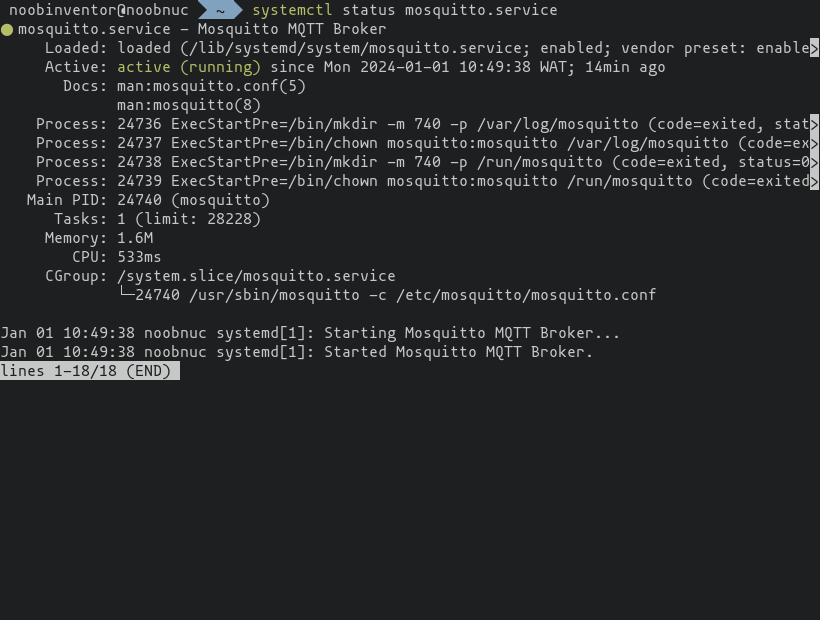 noobinventor@noobnuc ~ systemctl status mosquitto.service
● mosquitto.service - Mosquitto MQTT Broker
Loaded: loaded (/lib/systemd/system/mosquitto.service; enabled; vendor preset: enable>
Active: active (running) since Mon 2024-01-01 10:49:38 WAT; 14min ago
Docs: man:mosquitto.conf(5)
man:mosquitto(8)
Process: 24736 ExecStartPre=/bin/mkdir -m 740 -p /var/log/mosquitto (code=exited, stat>
Process: 24737 ExecStartPre=/bin/chown mosquitto:mosquitto /var/log/mosquitto (code=ex>
Process: 24738 ExecStartPre=/bin/mkdir -m 740 -p /run/mosquitto (code=exited, status=0>
Process: 24739 ExecStartPre=/bin/chown mosquitto:mosquitto /run/mosquitto (code=exited>
Main PID: 24740 (mosquitto)
Tasks: 1 (limit: 28228)
Memory: 1.6M
CPU: 533ms
CGroup: /system.slice/mosquitto.service
└─24740 /usr/sbin/mosquitto -c /etc/mosquitto/mosquitto.conf
Jan 01 10:49:38 noobnuc systemd[1]: Starting Mosquitto MQTT Broker...
Jan 01 10:49:38 noobnuc systemd[1]: Started Mosquitto MQTT Broker.
lines 1-18/18 (END)